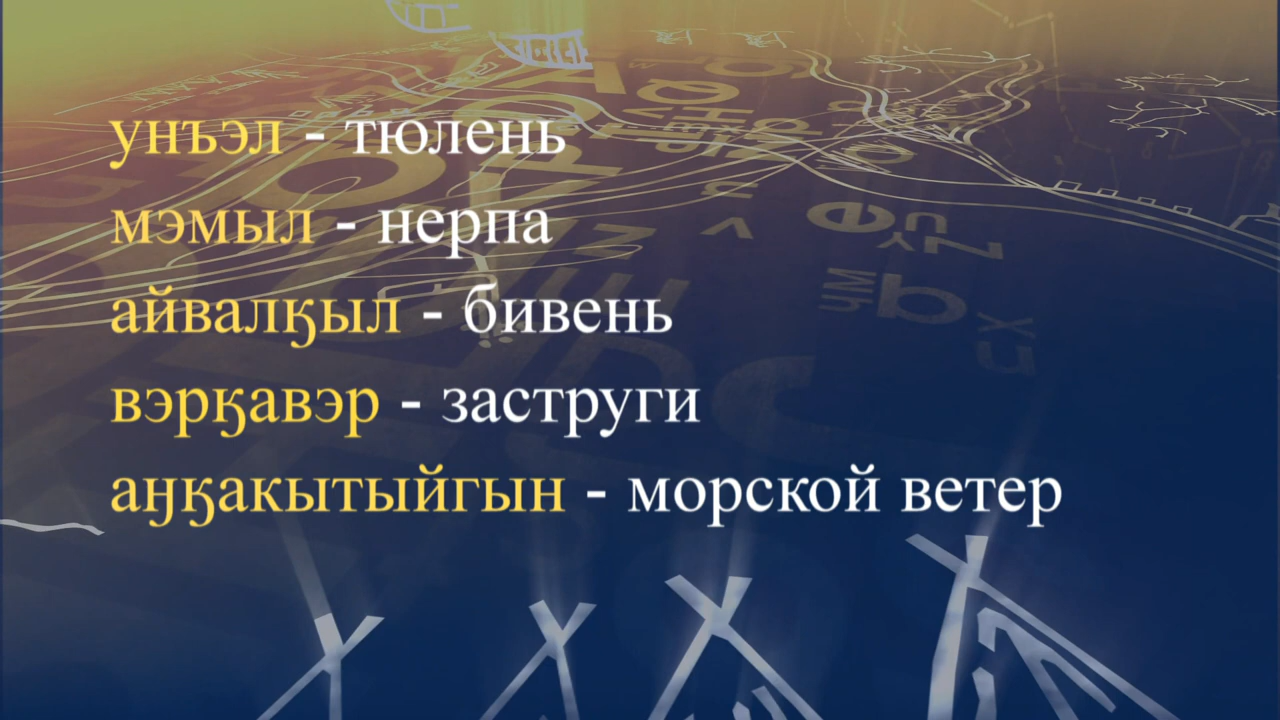 унъэл - тюлень
мэмыл - нерпа
айвалӄыл - бивень
вэрӄавэр - заструги
аӈӄакытыйгын - морской ветер